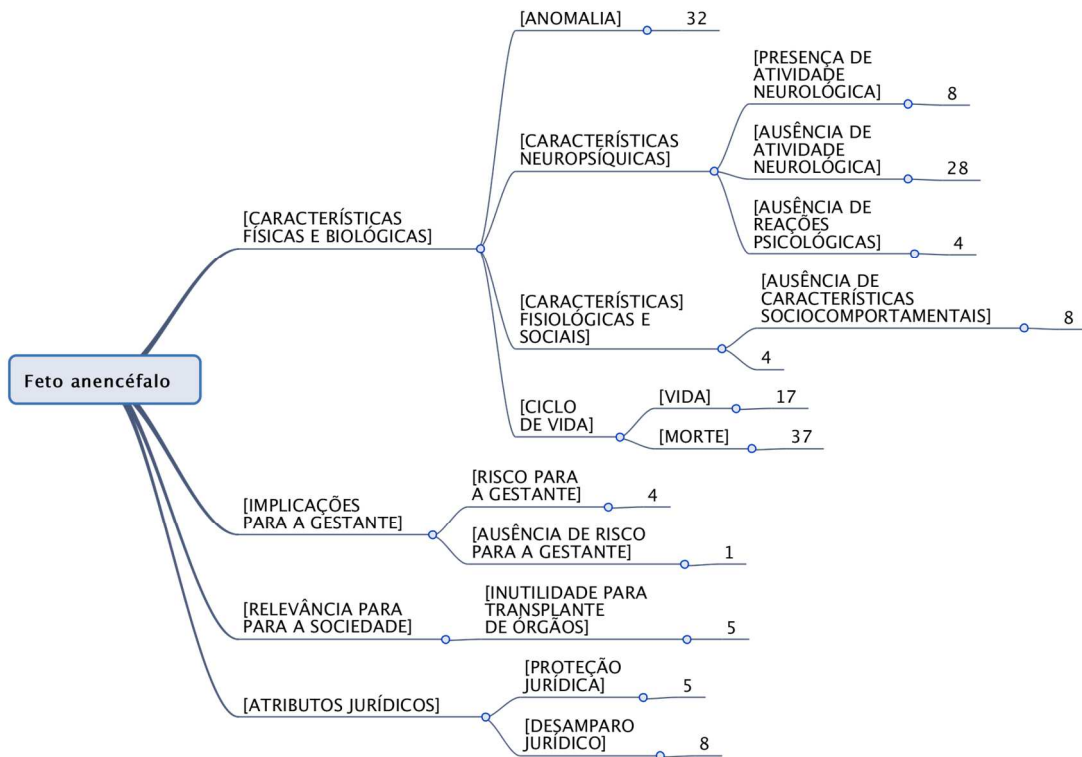 [ANOMALIA]
32
[PRESENÇA DE
ATIVIDADE
NEUROLÓGICA]
8
[CARACTERÍSTICAS
NEUROPSÍQUICAS]
[AUSÊNCIA DE
ATIVIDADE
NEUROLÓGICA]
28
[AUSÊNCIA DE
REAÇÕES
PSICOLÓGICAS]
4
[CARACTERÍSTICAS
FÍSICAS E BIOLÓGICAS]
[CARACTERÍSTICAS]
FISIOLÓGICAS E
SOCIAIS]
[AUSÊNCIA DE
CARACTERÍSTICAS
SOCIOCOMPORTAMENTAIS]
8
4
Feto anencéfalo
[CICLO
DE VIDA]
[VIDA]
17
[MORTE]
37
[IMPLICAÇÕES
PARA A GESTANTE]
[RISCO PARA
A GESTANTE]
4
[AUSÊNCIA DE RISCO
PARA A GESTANTE]
1
[RELEVÂNCIA PARA
PARA A SOCIEDADE]
[INUTILIDADE PARA
TRANSPLANTE
DE ÓRGÃOS]
5
[ATRIBUTOS JURÍDICOS]
[PROTEÇÃO
JURÍDICA]
5
[DESAMPARO
JURÍDICO]
8